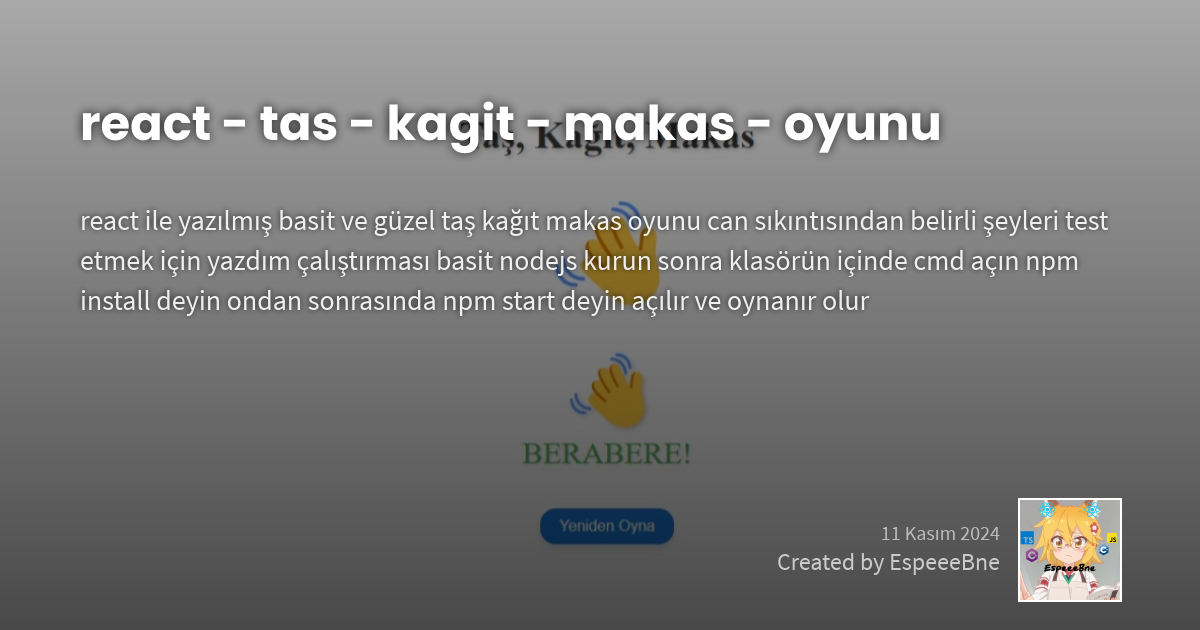 react - tas - kagit - makas - oyunu
Taş, Kağıt, Makas
react ile yazılmış basit ve güzel taş kağıt makas oyunu can sıkıntısından belirli şeyleri test
etmek için yazdım çalıştırması basit nodejs kurun sonra klasörün içinde cmd açın npm
install deyin ondan sonrasında npm start deyin açılır ve oynanır olur
BERABERE!
Yeniden Oyna
11 Kasım 2024
Created by EspeeeBne
TS
JS
EspeeeBne